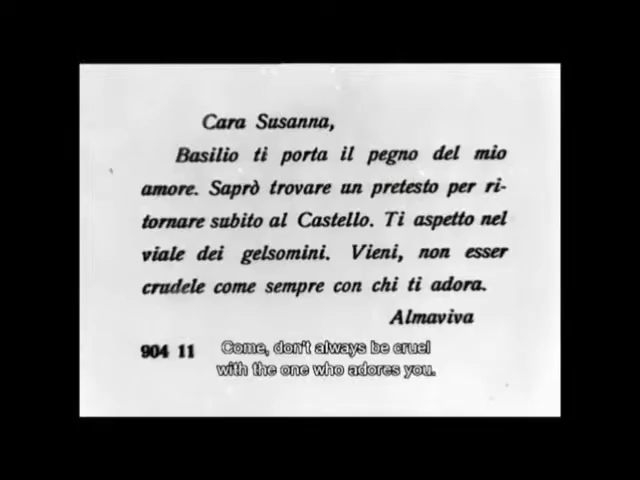 Cara Susanna,
Basilio ti porta il pegno del mio
amore. Saprò trovare un pretesto per ri-
tornare subito al Castello. Ti aspetto nel
viale dei gelsomini. Vieni, non esser
crudele come sempre con chi ti adora.
Almaviva
904 11
Come, don't always be cruel
with the one who adores you.